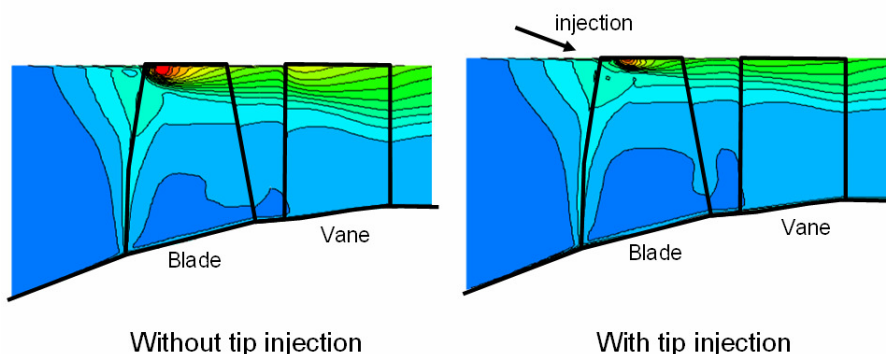 injection
Blade
Vane
Blade
Vane
Without tip injection
With tip injection